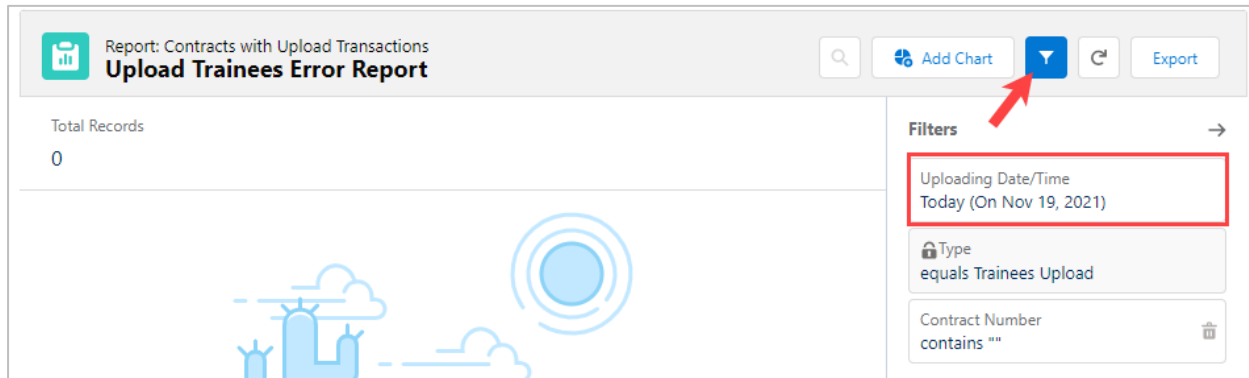 Report: Contracts with Upload Transactions
Upload Trainees Error Report
Add Chart
Export
Total Records
0
Filters
Uploading Date/Time
Today (On Nov 19, 2021)
Type
equals Trainees Upload
Contract Number
contains ""